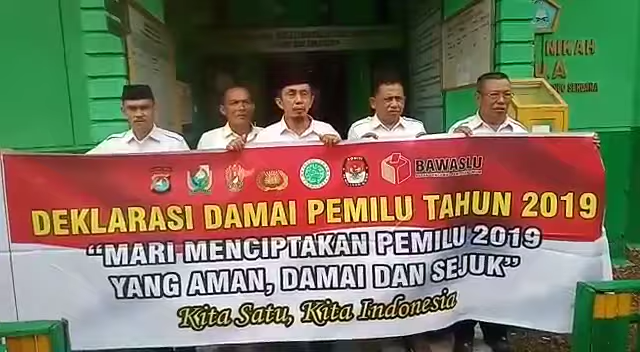 NIKAH
BAWASLU
DEKLARASI DAMAI PEMILU TAHUN 2019
"MARI MENCIPTAKAN PEMILU 2019
YANG AMAN, DAMAI DAN SEJUK"
Kita Satu, Kita Indonesia